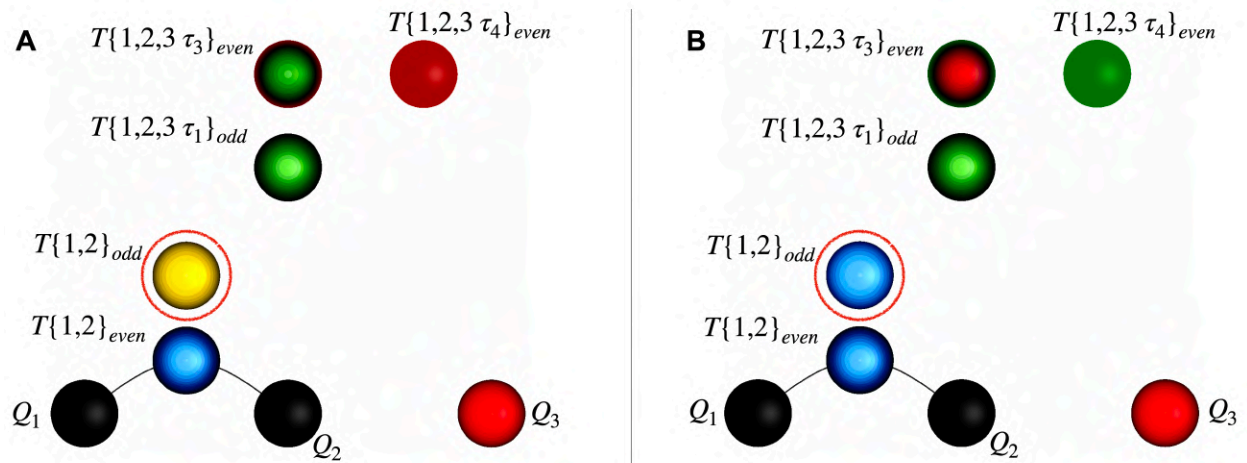 A
T{1,2,3 τ₃}even
T{1,2,3 τ₄}even
T{1,2,3 τ₁}odd
T{1,2}odd
T{1,2}even
Q₁
Q₂
Q₃
B
T{1,2,3 τ₃}even
T{1,2,3 τ₄}even
T{1,2,3 τ₁}odd
T{1,2}odd
T{1,2}even
Q₁
Q₂
Q₃